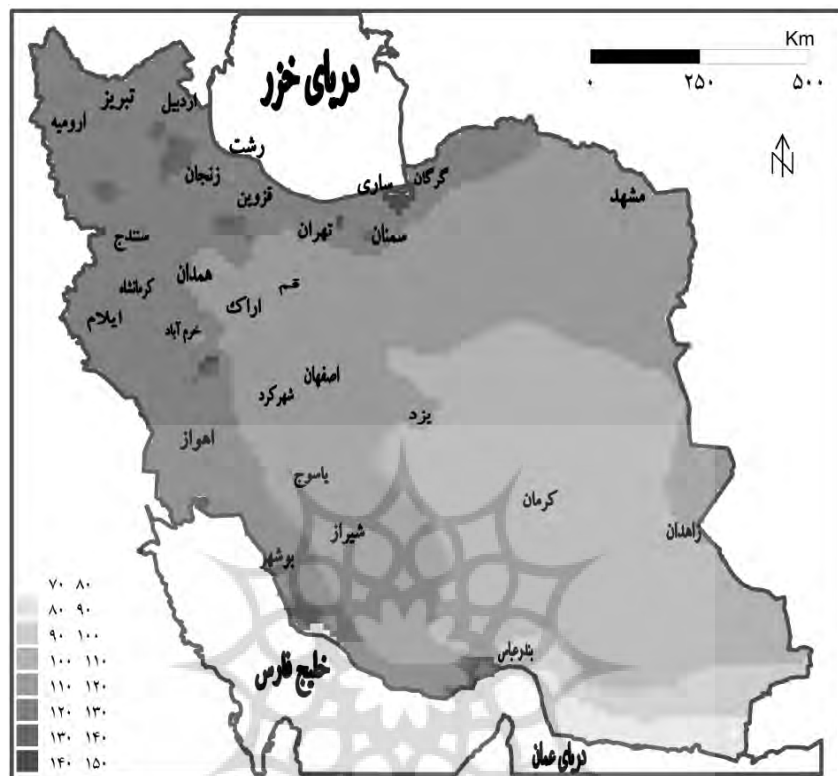 Km
۰ ۲۵۰ ۵۰۰
N
دریای خزر
اردبیل
تبریز
ارومیه
رشت
زنجان
قزوین
ساری
گرگان
مشهد
تهران
سمنان
سنندج
همدان
قم
کرمانشاه
اراک
ایلام
خرم آباد
اصفهان
شهرکرد
یزد
اهواز
یاسوج
کرمان
شیراز
زاهدان
بوشهر
بندرعباس
خلیج فارس
دریای عمان
۷۰ ۸۰
۸۰ ۹۰
۹۰ ۱۰۰
۱۰۰ ۱۱۰
۱۱۰ ۱۲۰
۱۲۰ ۱۳۰
۱۳۰ ۱۴۰
۱۴۰ ۱۵۰